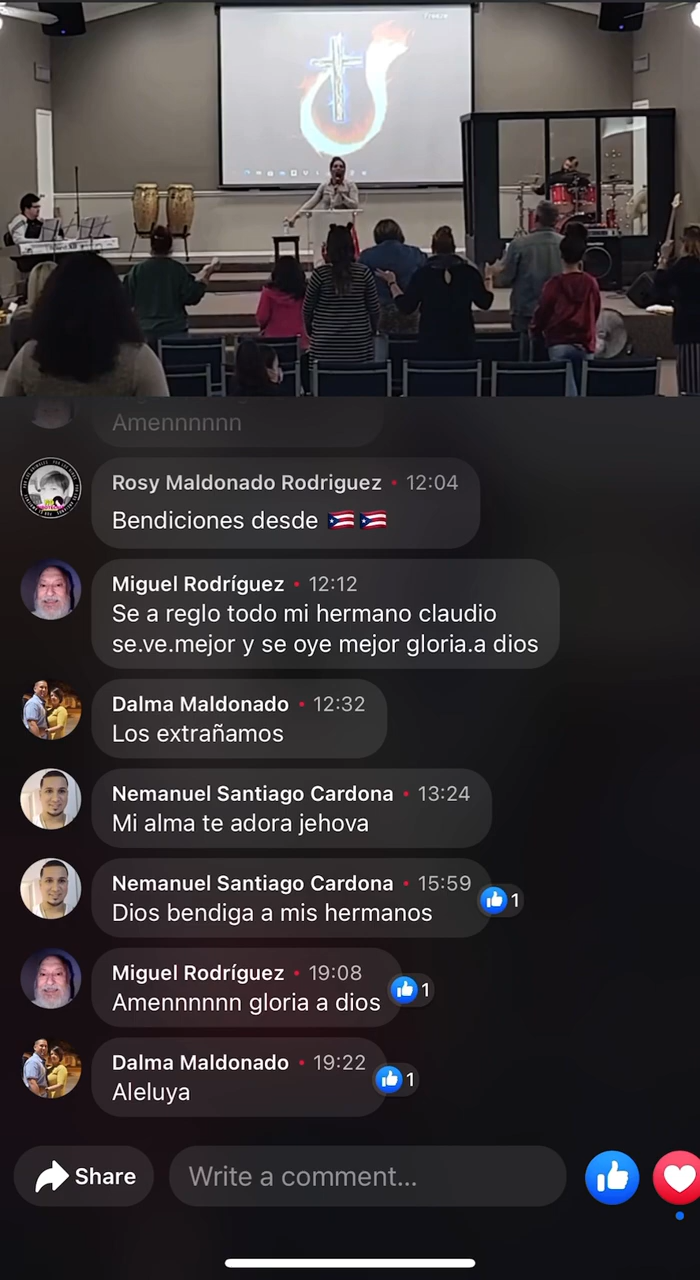 Freeze
Amennnnnn
Rosy Maldonado Rodriguez • 12:04
Bendiciones desde 🇵🇷 🇵🇷
Miguel Rodríguez • 12:12
Se a reglo todo mi hermano claudio
se.ve.mejor y se oye mejor gloria.a dios
Dalma Maldonado • 12:32
Los extrañamos
Nemanuel Santiago Cardona • 13:24
Mi alma te adora jehova
Nemanuel Santiago Cardona • 15:59
1
Dios bendiga a mis hermanos
Miguel Rodríguez • 19:08
1
Amennnnnn gloria a dios
Dalma Maldonado • 19:22
1
Aleluya
Share
Write a comment...